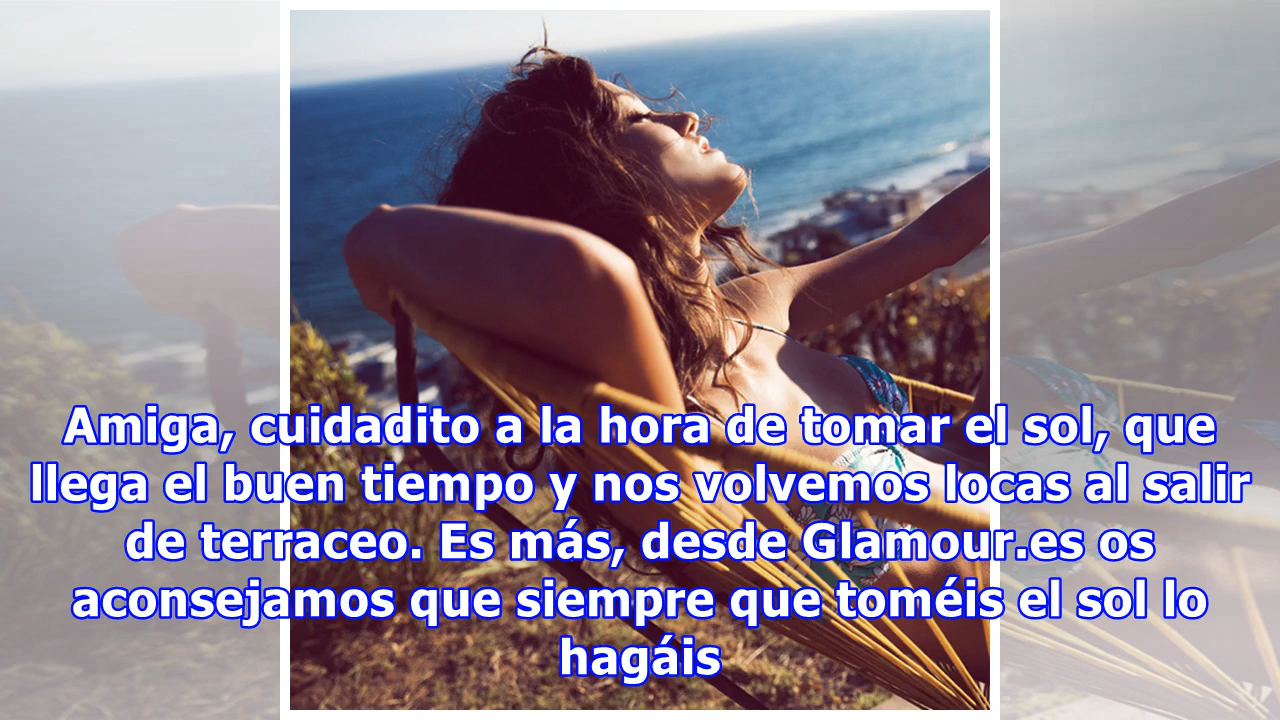 Amiga, cuidadito a la hora de tomar el sol, que
llega el buen tiempo y nos volvemos locas al salir
de terraceo. Es más, desde Glamour.es os
aconsejamos que siempre que toméis el sol lo
hagáis